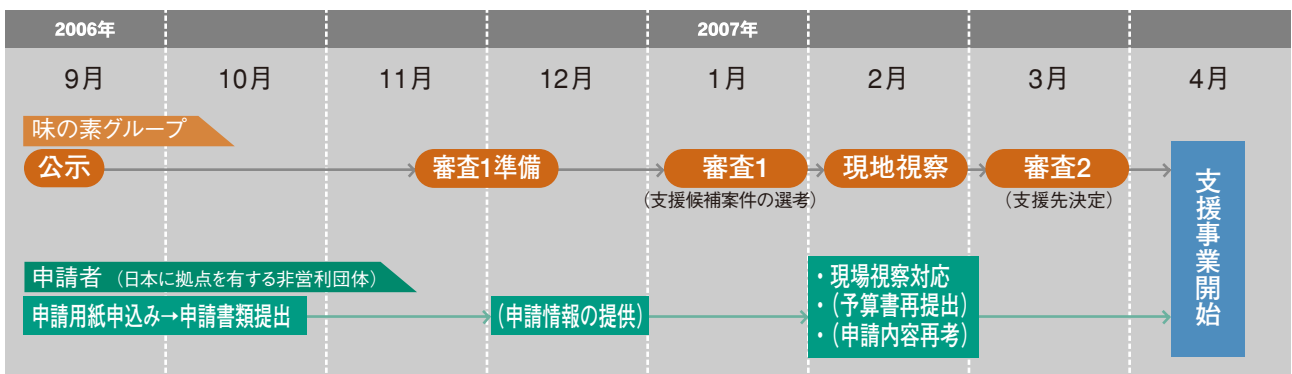 2006年
2007年
9月
10月
11月
12月
1月
2月
3月
4月
味の素グループ
公示
審査1準備
審査1
(支援候補案件の選考)
現地視察
審査2
(支援先決定)
支援事業開始
申請者(日本に拠点を有する非営利団体)
申請用紙申込み→申請書類提出
(申請情報の提供)
・現場視察対応
・(予算書再提出)
・(申請内容再考)